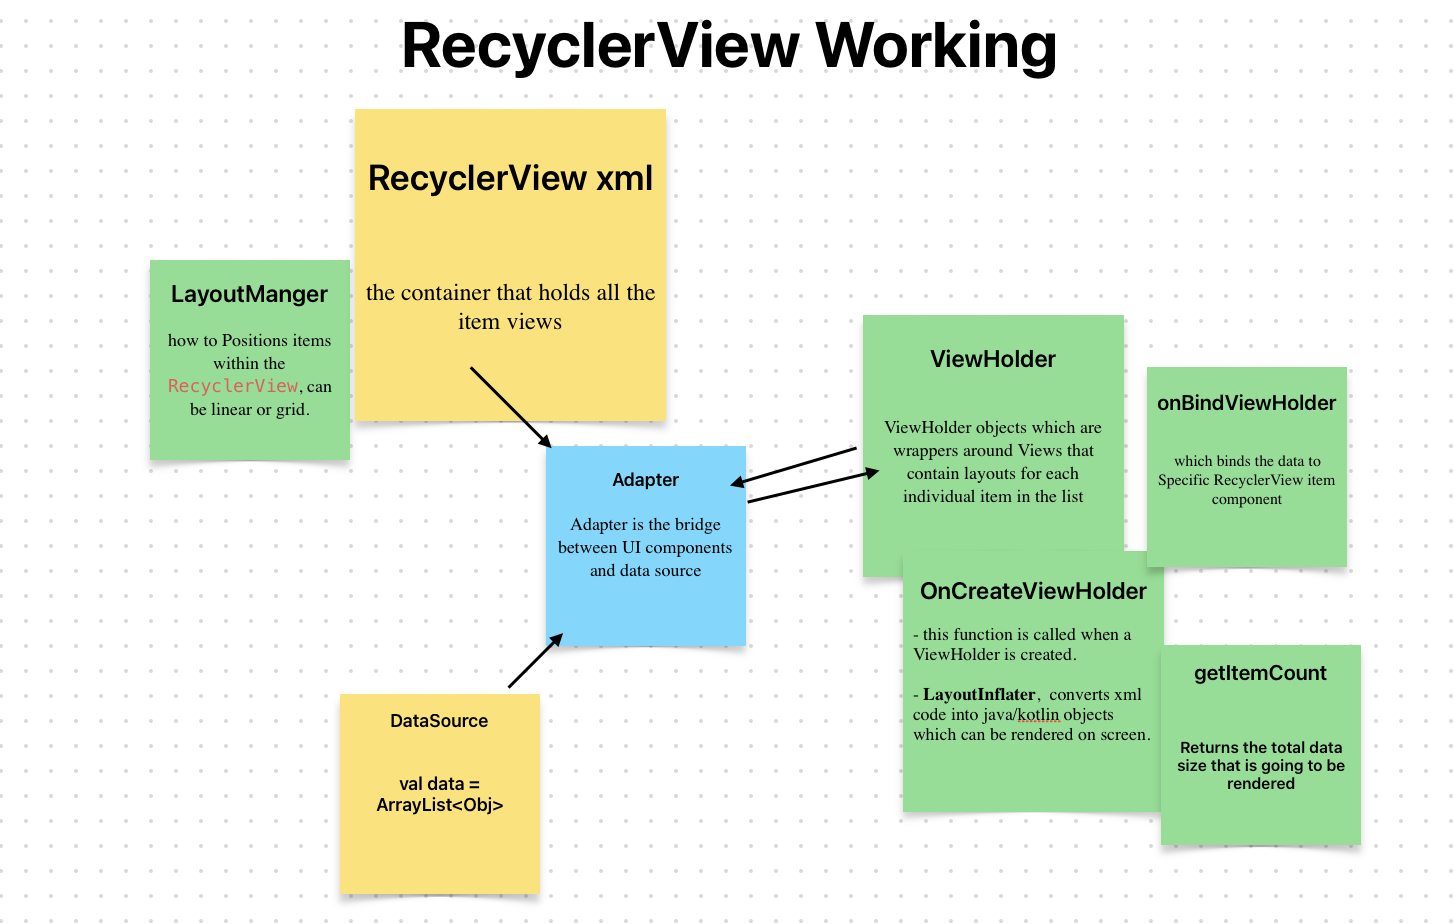 RecyclerView Working
RecyclerView xml
the container that holds all the
item views
LayoutManger
how to Positions items
within the
RecyclerView, can
be linear or grid.
ViewHolder
ViewHolder objects which are
wrappers around Views that
contain layouts for each
individual item in the list
onBindViewHolder
which binds the data to
Specific RecyclerView item
component
Adapter
Adapter is the bridge
between UI components
and data source
OnCreateViewHolder
- this function is called when a
ViewHolder is created.
- LayoutInflater, converts xml
code into java/kotlin objects
which can be rendered on screen.
getItemCount
Returns the total data
size that is going to be
rendered
DataSource
val data =
ArrayList<Obj>